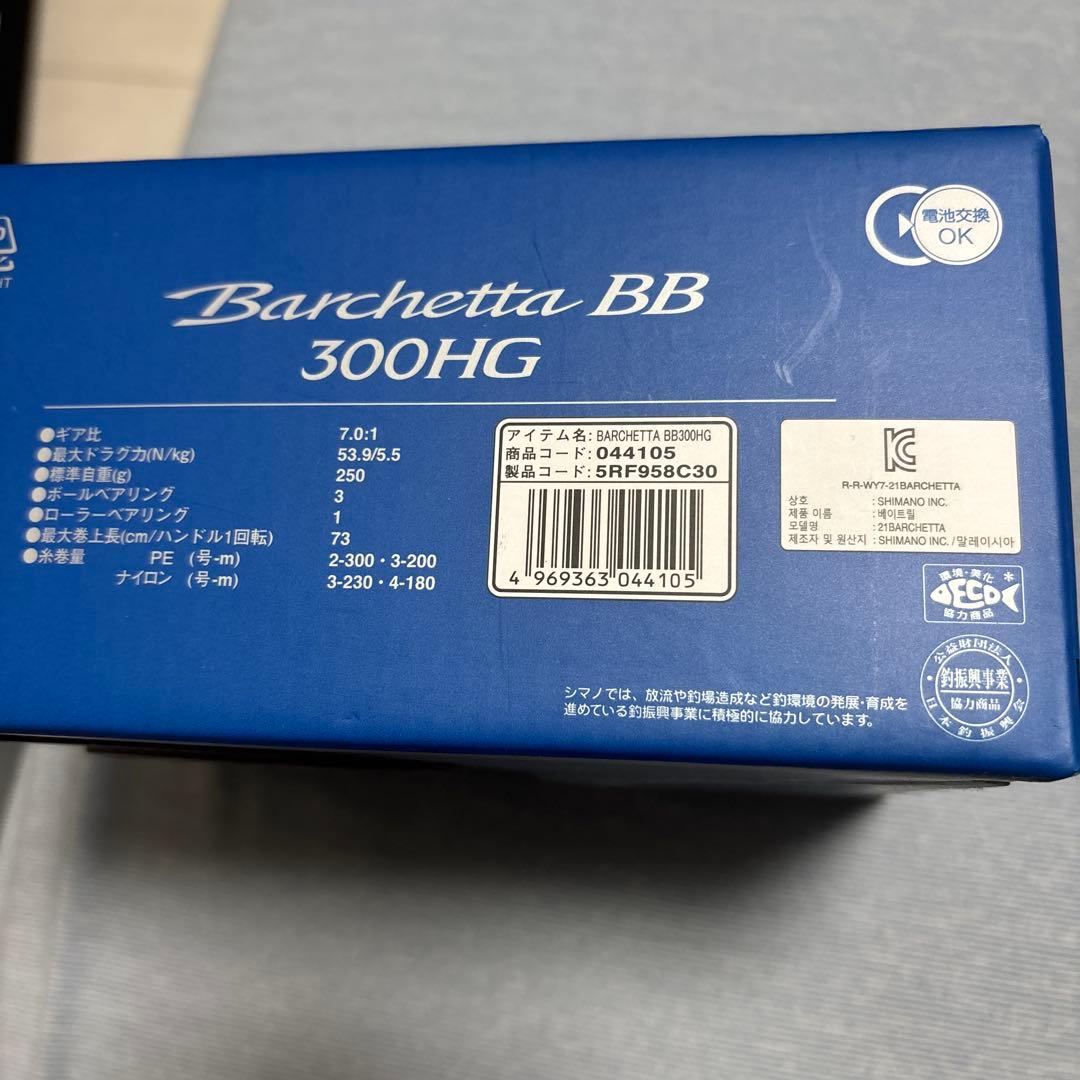 電池交換
OK
Barchetta BB
300HG
●ギア比 7.0:1
●最大ドラグ力(N/kg) 53.9/5.5
●標準自重(g) 250
●ボールベアリング 3
●ローラーベアリング 1
●最大巻上長(cm/ハンドル1回転) 73
●糸巻量 PE (号-m) 2-300・3-200
ナイロン (号-m) 3-230・4-180
アイテム名: BARCHETTA BB300HG
商品コード: 044105
製品コード: 5RF958C30
4 969363 044105
R-R-WY7-21BARCHETTA
상호 : SHIMANO INC.
제품 이름 : 베이트릴
모델명 : 21BARCHETTA
제조자 및 원산지 : SHIMANO INC. /말레이시아
環境・美化
ECO
協力商品
公益財団法人
釣振興事業
協力商品
日本釣振興会
シマノでは、放流や釣場造成など釣環境の発展・育成を
進めている釣振興事業に積極的に協力しています。